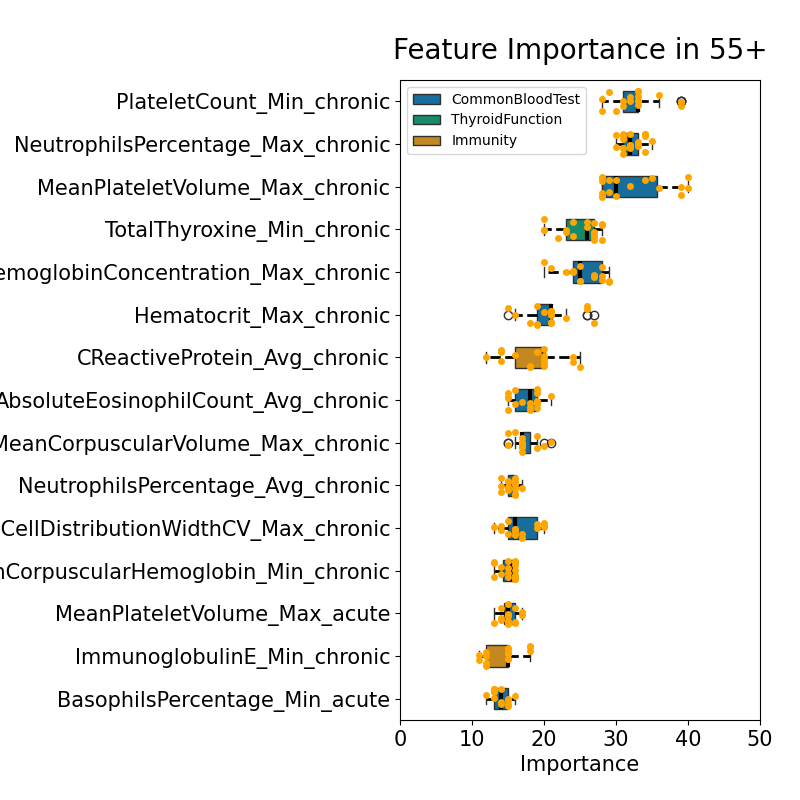 Feature Importance in 55+
CommonBloodTest
ThyroidFunction
Immunity
PlateletCount_Min_chronic
NeutrophilsPercentage_Max_chronic
MeanPlateletVolume_Max_chronic
TotalThyroxine_Min_chronic
emoglobinConcentration_Max_chronic
Hematocrit_Max_chronic
CReactiveProtein_Avg_chronic
AbsoluteEosinophilCount_Avg_chronic
MeanCorpuscularVolume_Max_chronic
NeutrophilsPercentage_Avg_chronic
CellDistributionWidthCV_Max_chronic
nCorpuscularHemoglobin_Min_chronic
MeanPlateletVolume_Max_acute
ImmunoglobulinE_Min_chronic
BasophilsPercentage_Min_acute
0 10 20 30 40 50
Importance